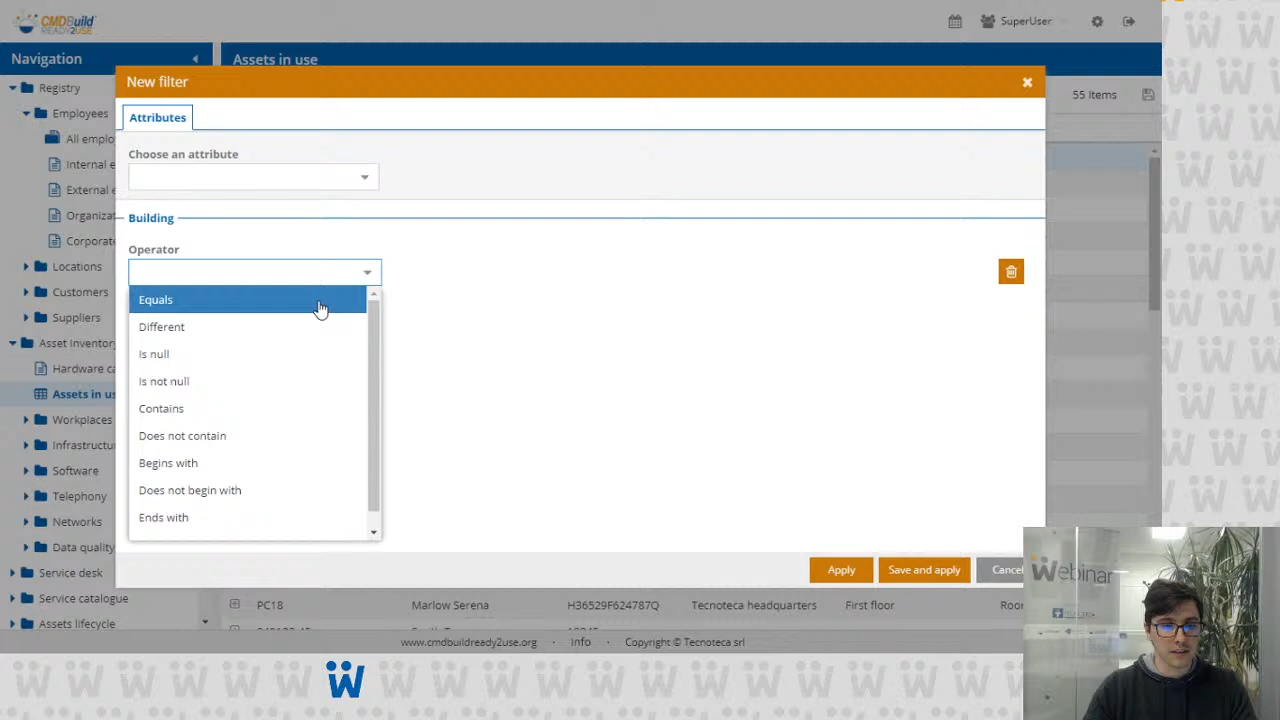 CMDBuild
READY2USE
SuperUser
Navigation
Assets in use
Registry
Employees
All emplo
Internal e
External e
Organiza
Corporate
Locations
Customers
Suppliers
Asset Inventory
Hardware ca
Assets in us
Workplaces
Infrastructu
Software
Telephony
Networks
Data quality
Service desk
Service catalogue
Assets lifecycle
55 items
New filter
Attributes
Choose an attribute
Building
Operator
Equals
Different
Is null
Is not null
Contains
Does not contain
Begins with
Does not begin with
Ends with
Apply
Save and apply
Cancel
PC18
Marlow Serena
H36529F624787Q
Tecnoteca headquarters
First floor
Roo
www.cmdbuildready2use.org
Info
Copyright © Tecnoteca srl
Webinar